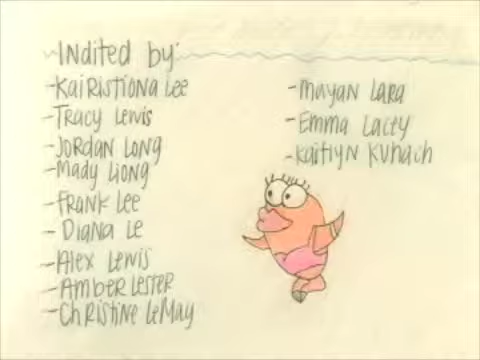 Indited by:
-Kairistiona Lee
-Tracy Lewis
-Jordan Long
-Mady Liong
-Frank Lee
-Diana Le
-Alex Lewis
-Amber Lester
-Christine LeMay
-Mayan Lara
-Emma Lacey
-Kaitlyn Kuhach